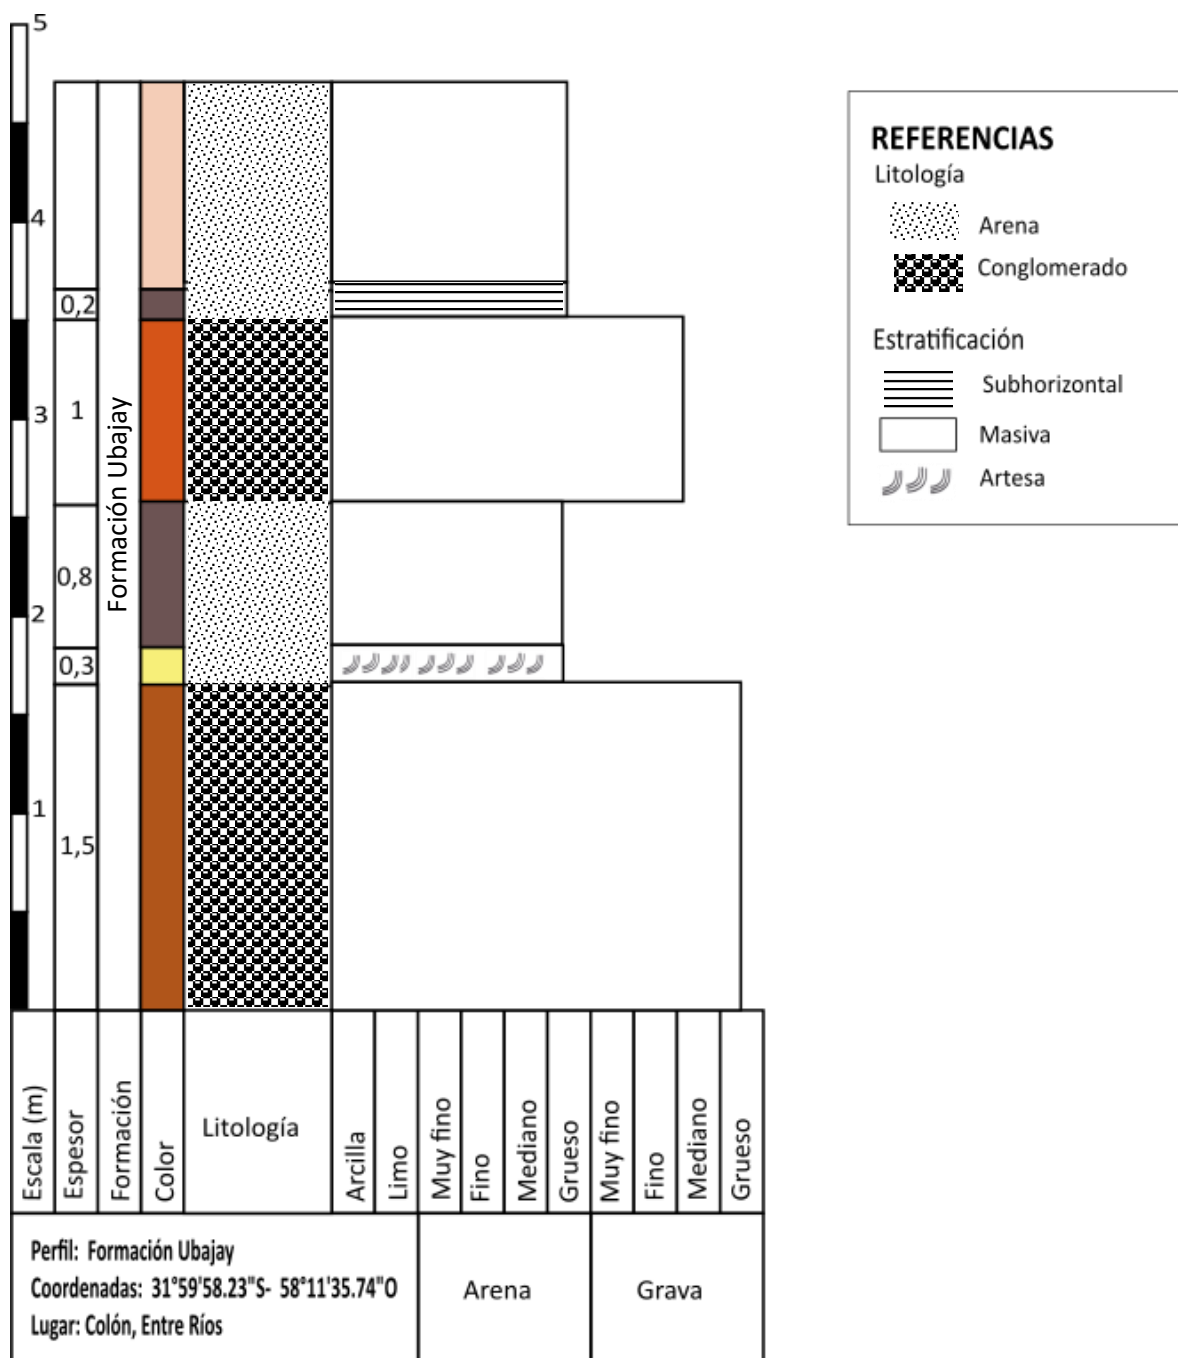 5
4
3
2
1
0,2
1
0,8
0,3
1,5
Formación Ubajay
REFERENCIAS
Litología
Arena
Conglomerado
Estratificación
Subhorizontal
Masiva
Artesa
Escala (m)
Espesor
Formación
Color
Litología
Arcilla
Limo
Muy fino
Fino
Mediano
Grueso
Muy fino
Fino
Mediano
Grueso
Perfil: Formación Ubajay
Coordenadas: 31°59'58.23"S- 58°11'35.74"O
Lugar: Colón, Entre Ríos
Arena
Grava